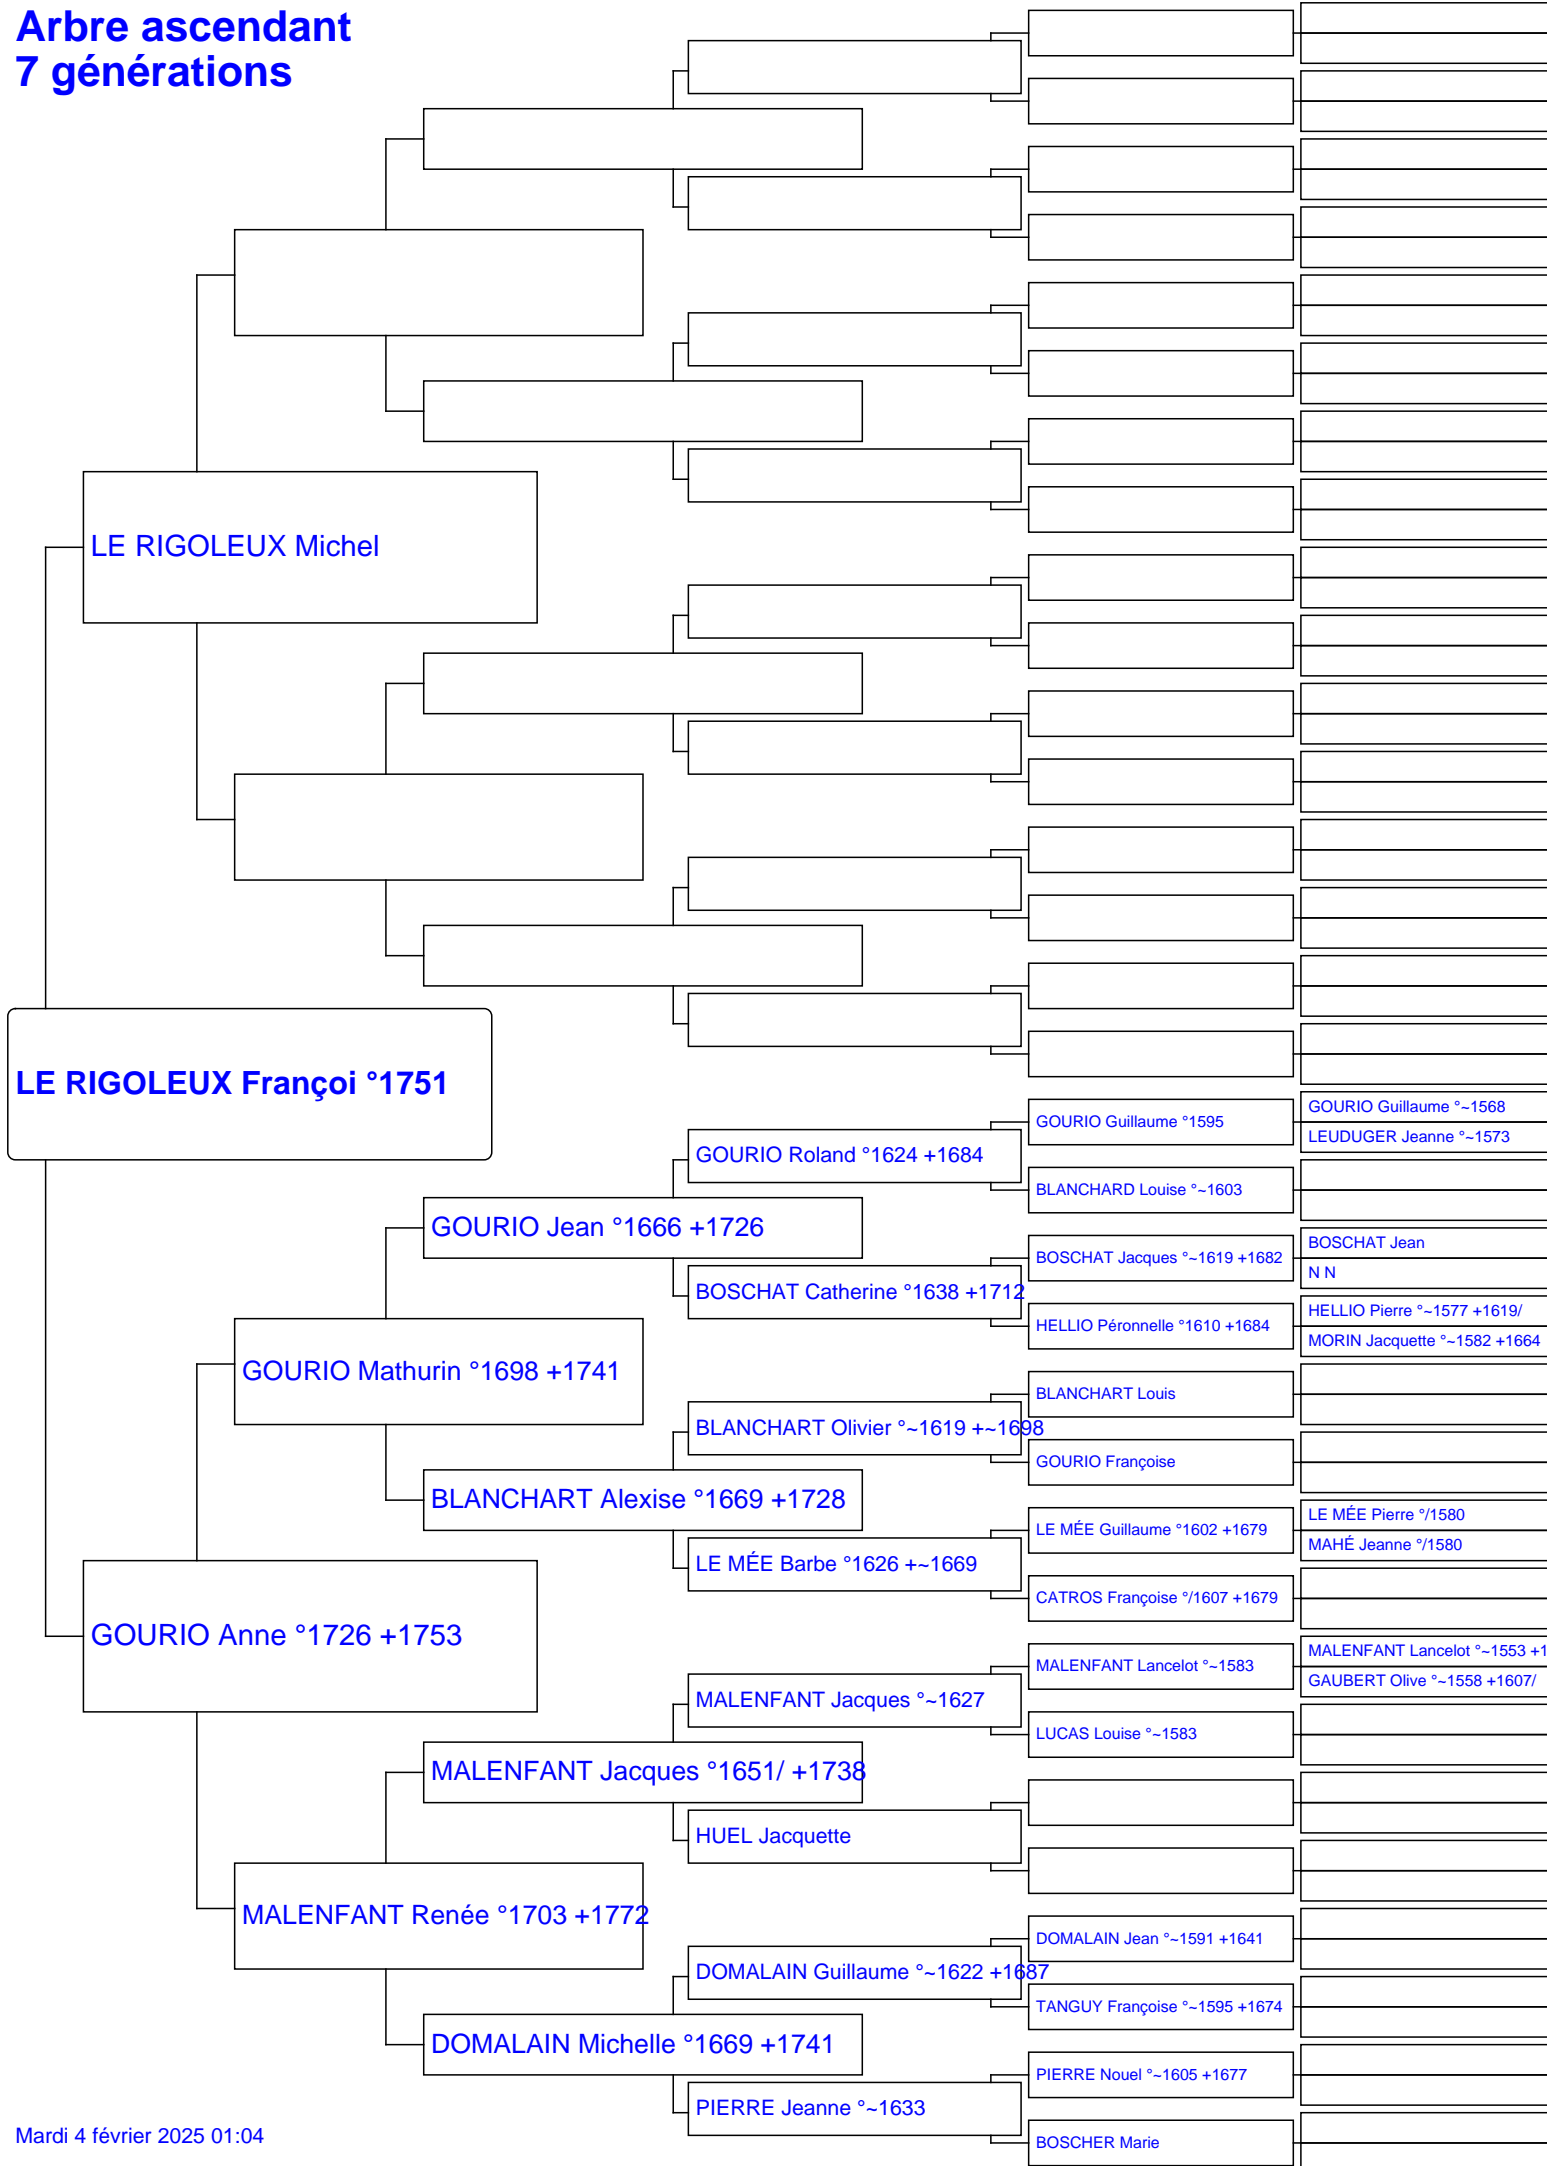 Arbre ascendant
7 générations
LE RIGOLEUX Michel
LE RIGOLEUX Françoi °1751
GOURIO Guillaume °~1568
GOURIO Guillaume °1595
LEUDUGER Jeanne °~1573
GOURIO Roland °1624 +1684
BLANCHARD Louise °~1603
GOURIO Jean °1666 +1726
BOSCHAT Jean
BOSCHAT Jacques °~1619 +1682
N N
BOSCHAT Catherine °1638 +1712
HELLIO Pierre °~1577 +1619/
HELLIO Péronnelle °1610 +1684
MORIN Jacquette °~1582 +1664
GOURIO Mathurin °1698 +1741
BLANCHART Louis
BLANCHART Olivier °~1619 +~1698
GOURIO Françoise
BLANCHART Alexise °1669 +1728
LE MÉE Pierre °/1580
LE MÉE Guillaume °1602 +1679
MAHÉ Jeanne °/1580
LE MÉE Barbe °1626 +~1669
CATROS Françoise °/1607 +1679
GOURIO Anne °1726 +1753
MALENFANT Lancelot °~1553 +1
MALENFANT Lancelot °~1583
GAUBERT Olive °~1558 +1607/
MALENFANT Jacques °~1627
LUCAS Louise °~1583
MALENFANT Jacques °1651/ +1738
HUEL Jacquette
MALENFANT Renée °1703 +1772
DOMALAIN Jean °~1591 +1641
DOMALAIN Guillaume °~1622 +1687
TANGUY Françoise °~1595 +1674
DOMALAIN Michelle °1669 +1741
PIERRE Nouel °~1605 +1677
PIERRE Jeanne °~1633
BOSCHER Marie
Mardi 4 février 2025 01:04